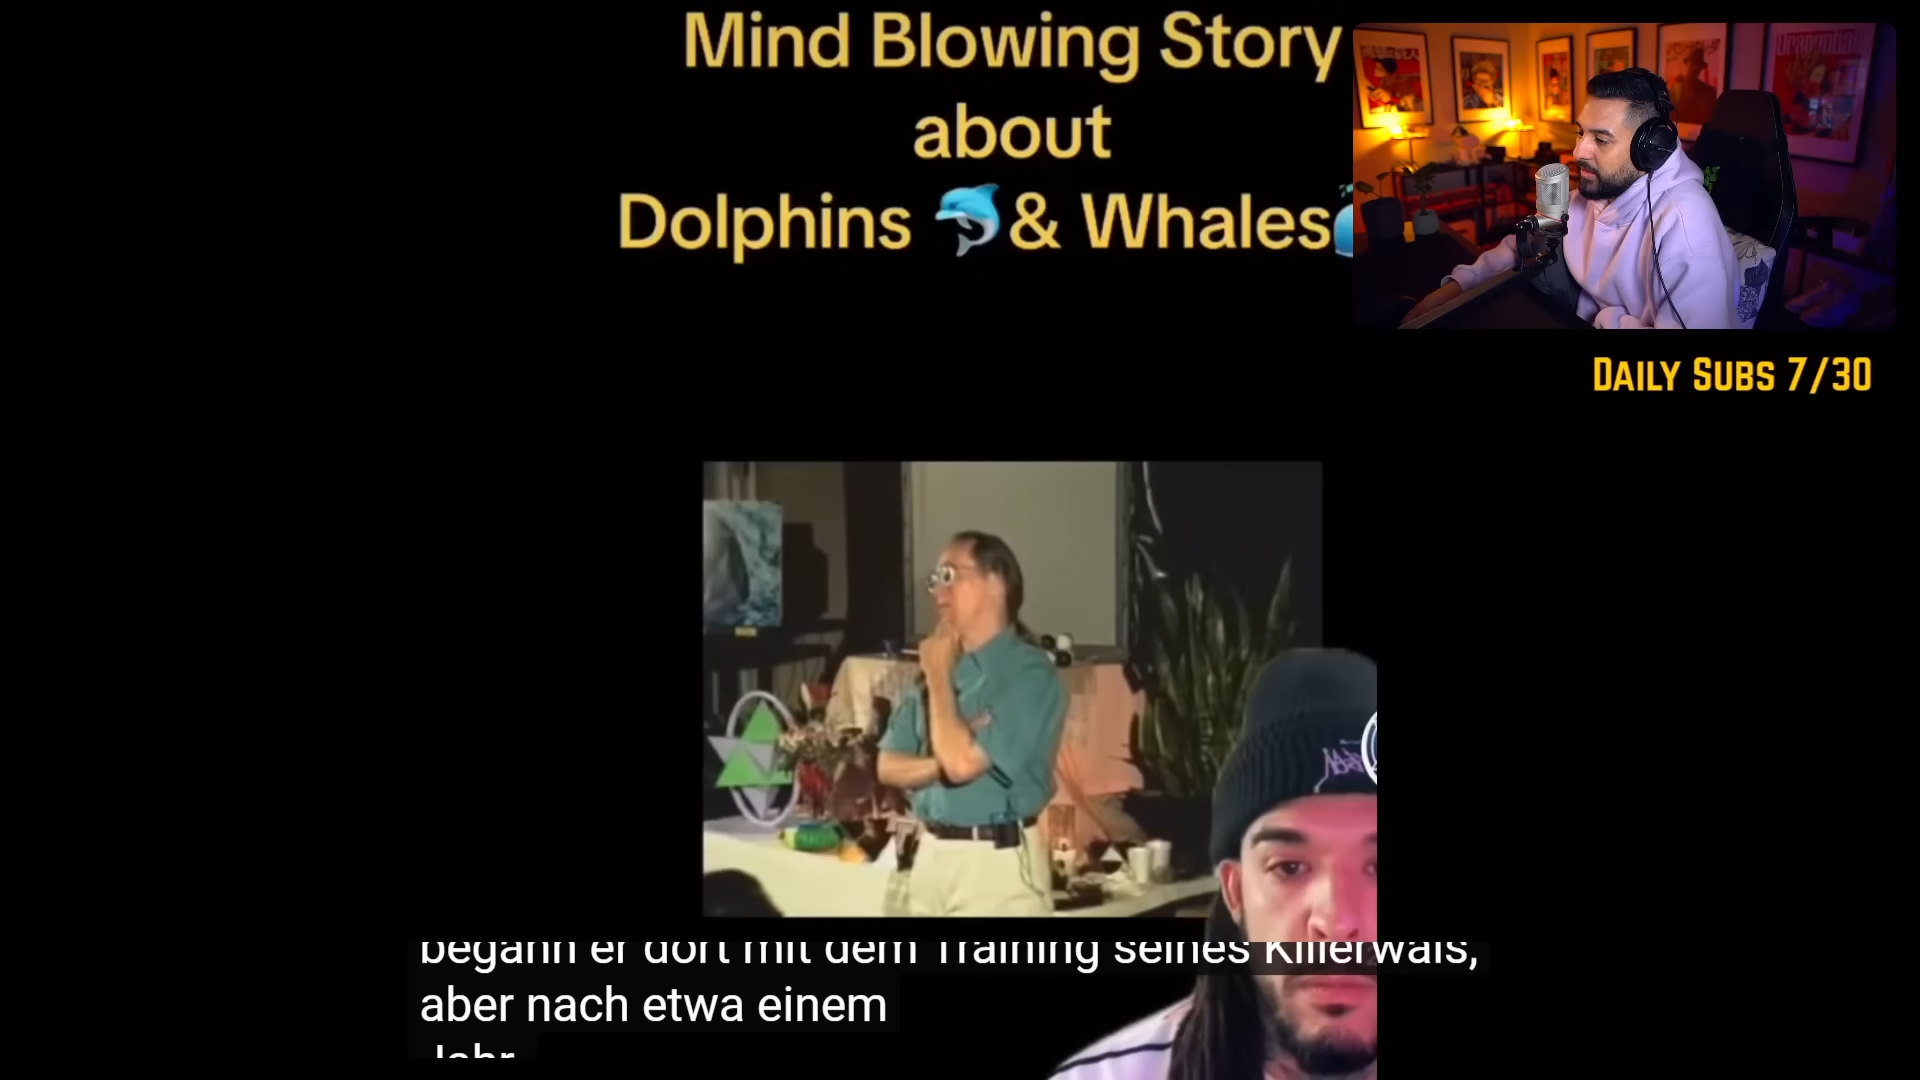 Mind Blowing Story
about
Dolphins 🐬& Whales
DAILY SUBS 7/30
begann er dort mit dem Training seines Killerwals,
aber nach etwa einem
Jahr